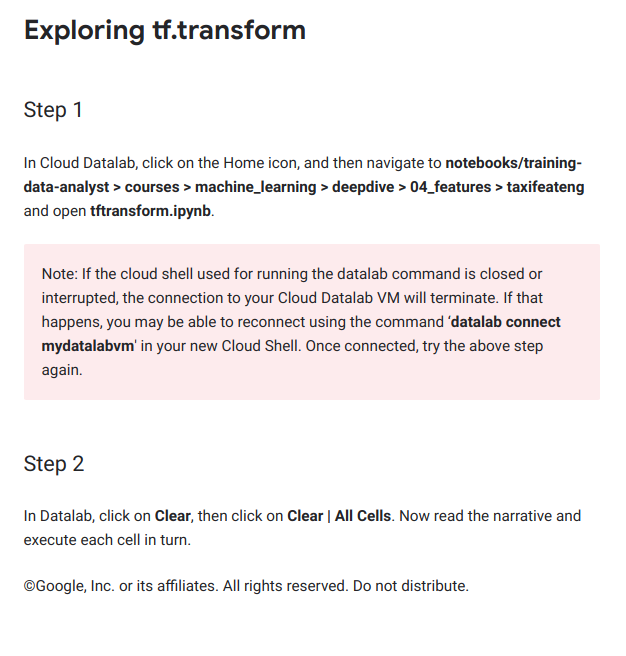 Exploring tf.transform
Step 1
In Cloud Datalab, click on the Home icon, and then navigate to notebooks/training-
data-analyst > courses > machine_learning > deepdive > 04_features > taxifeateng
and open tftransform.ipynb.
Note: If the cloud shell used for running the datalab command is closed or
interrupted, the connection to your Cloud Datalab VM will terminate. If that
happens, you may be able to reconnect using the command ‘datalab connect
mydatalabvm' in your new Cloud Shell. Once connected, try the above step
again.
Step 2
In Datalab, click on Clear, then click on Clear | All Cells. Now read the narrative and
execute each cell in turn.
©Google, Inc. or its affiliates. All rights reserved. Do not distribute.